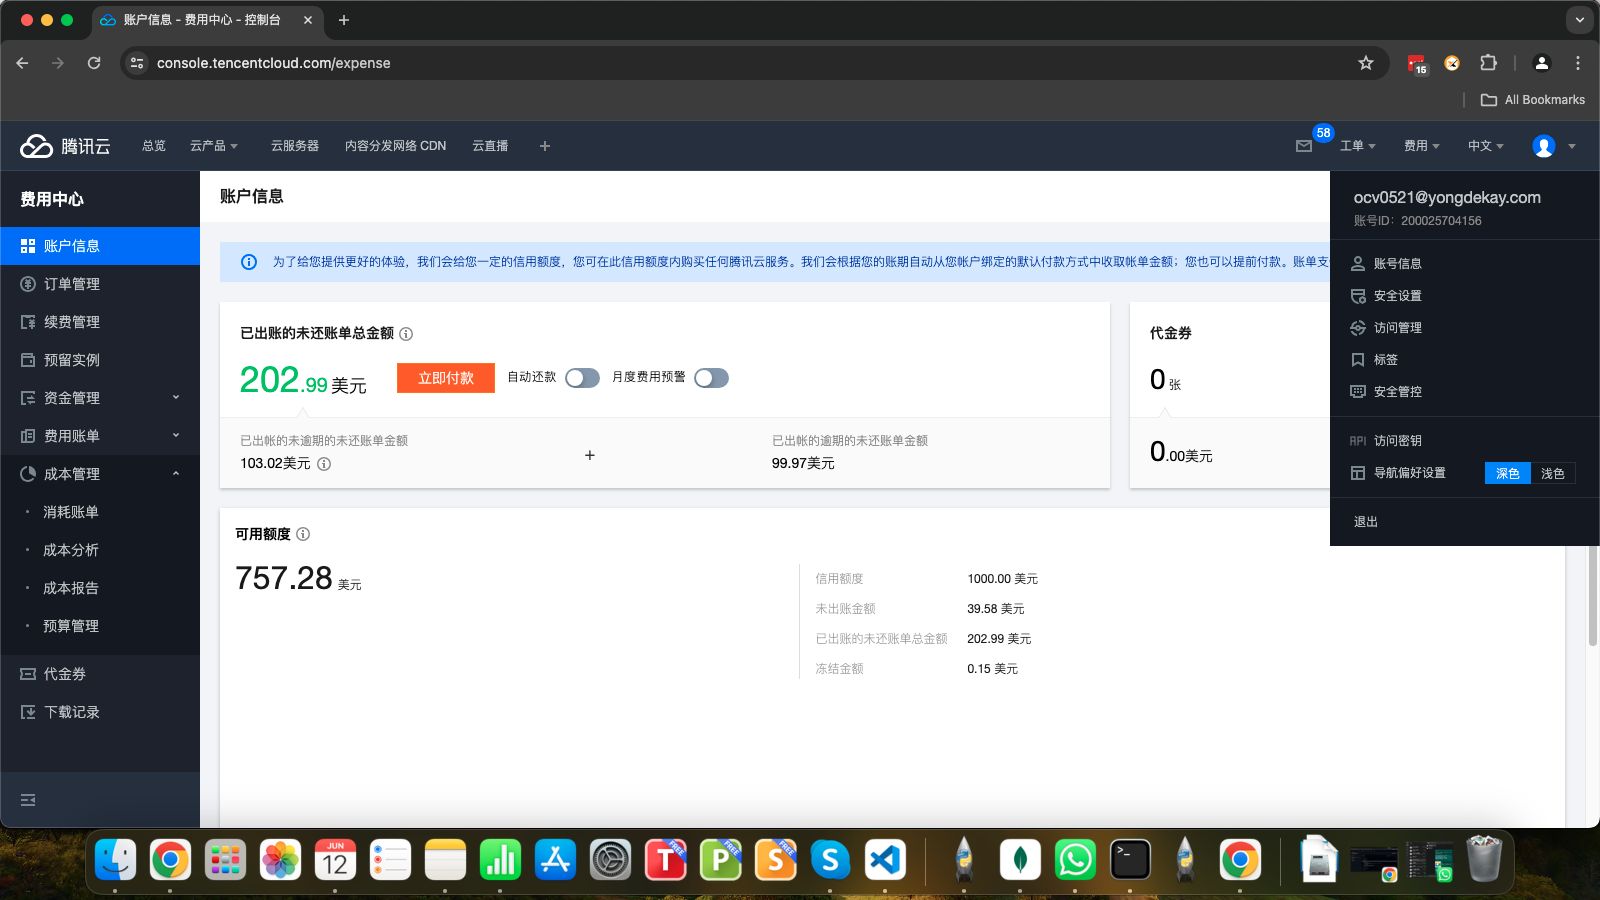 账户信息 - 费用中心 - 控制台
console.tencentcloud.com/expense
15
All Bookmarks
腾讯云
总览
云产品
云服务器
内容分发网络 CDN
云直播
58
工单
费用
中文
费用中心
账户信息
订单管理
续费管理
预留实例
资金管理
费用账单
成本管理
消耗账单
成本分析
成本报告
预算管理
代金券
下载记录
账户信息
为了给您提供更好的体验，我们会给您一定的信用额度，您可在此信用额度内购买任何腾讯云服务。我们会根据您的账期自动从您帐户绑定的默认付款方式中收取帐单金额；您也可以提前付款。账单支
已出账的未还账单总金额
202.99 美元
立即付款
自动还款
月度费用预警
已出帐的未逾期的未还账单金额
103.02美元
+
已出帐的逾期的未还账单金额
99.97美元
代金券
0 张
0.00美元
可用额度
757.28 美元
信用额度 1000.00 美元
未出账金额 39.58 美元
已出账的未还账单总金额 202.99 美元
冻结金额 0.15 美元
ocv0521@yongdekay.com
账号ID：200025704156
账号信息
安全设置
访问管理
标签
安全管控
API 访问密钥
导航偏好设置 深色 浅色
退出
JUN
12
T FREE
P FREE
S FREE
S